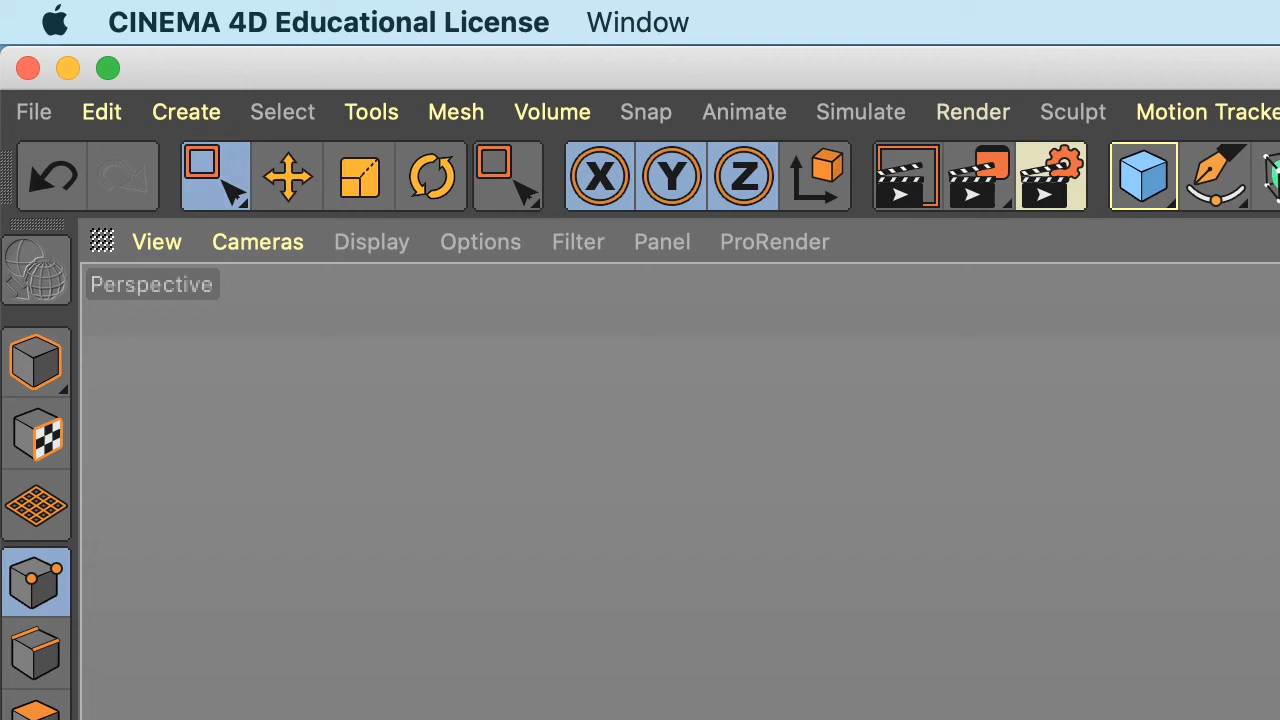 CINEMA 4D Educational License Window
File Edit Create Select Tools Mesh Volume Snap Animate Simulate Render Sculpt Motion Tracke
X Y Z
View Cameras Display Options Filter Panel ProRender
Perspective